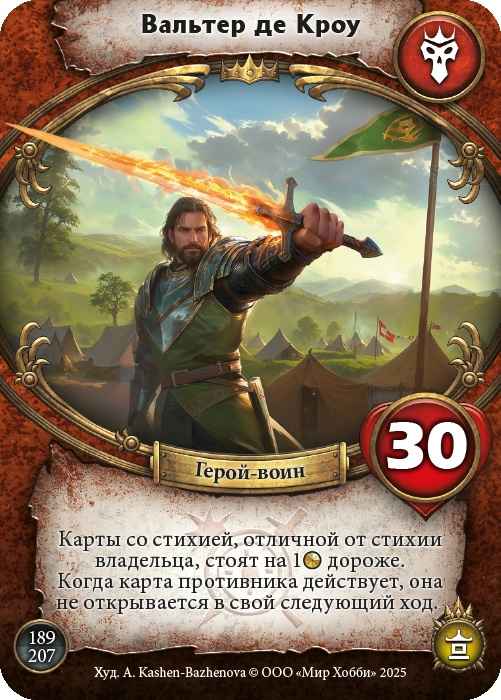 Вальтер де Кроу
30
Герой-воин
Карты со стихией, отличной от стихии
владельца, стоят на 1 дороже.
Когда карта противника действует, она
не открывается в свой следующий ход.
189
207
Худ. A. Kashen-Bazhenova © ООО «Мир Хобби» 2025